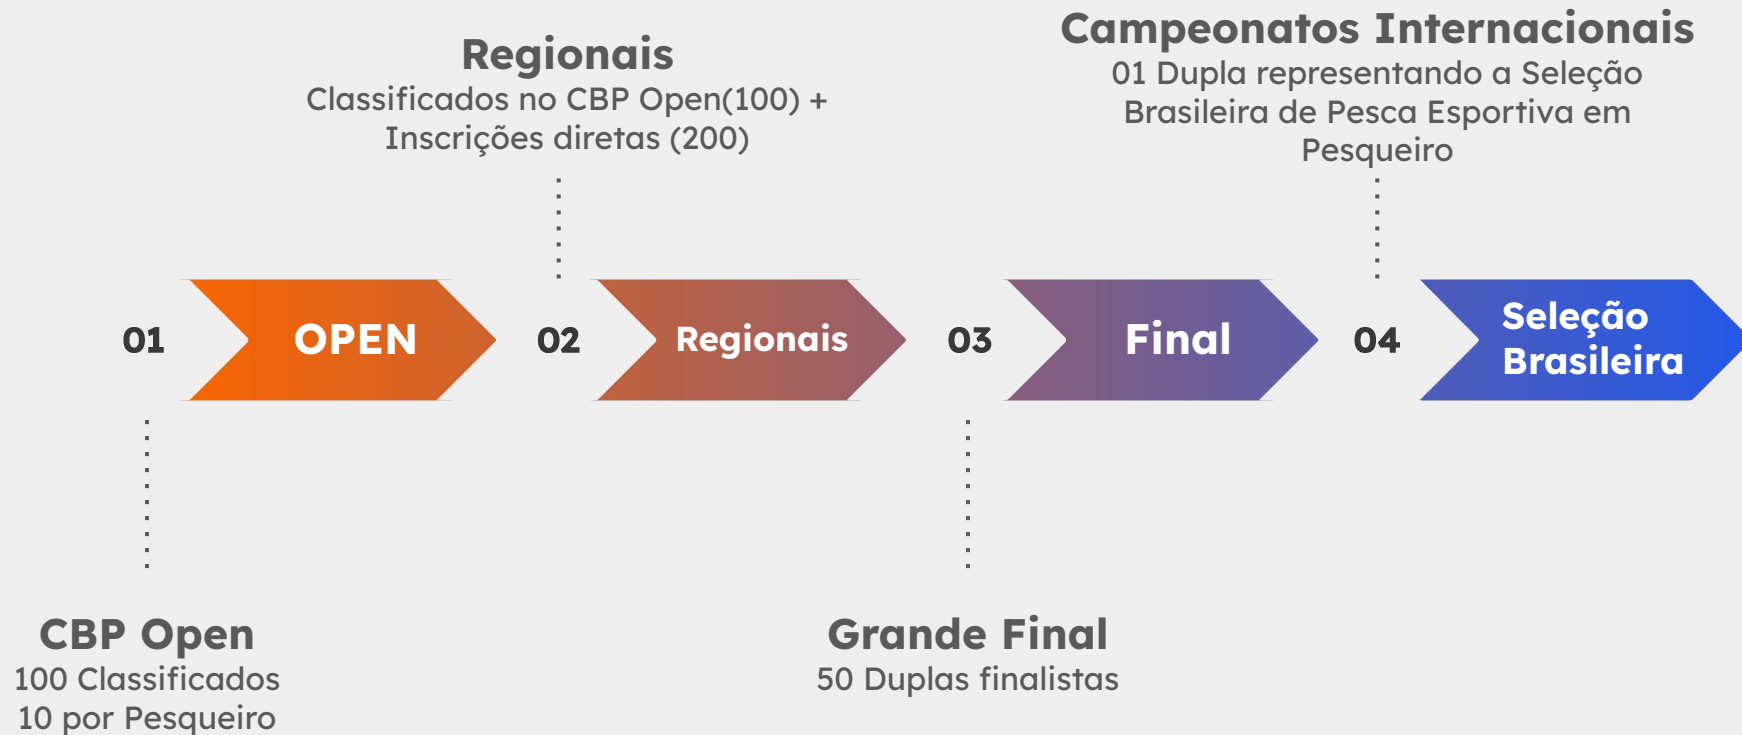 Campeonatos Internacionais
01 Dupla representando a Seleção
Brasileira de Pesca Esportiva em
Pesqueiro
Regionais
Classificados no CBP Open(100) +
Inscrições diretas (200)
01
OPEN
02
Regionais
03
Final
04
Seleção
Brasileira
CBP Open
100 Classificados
10 por Pesqueiro
Grande Final
50 Duplas finalistas